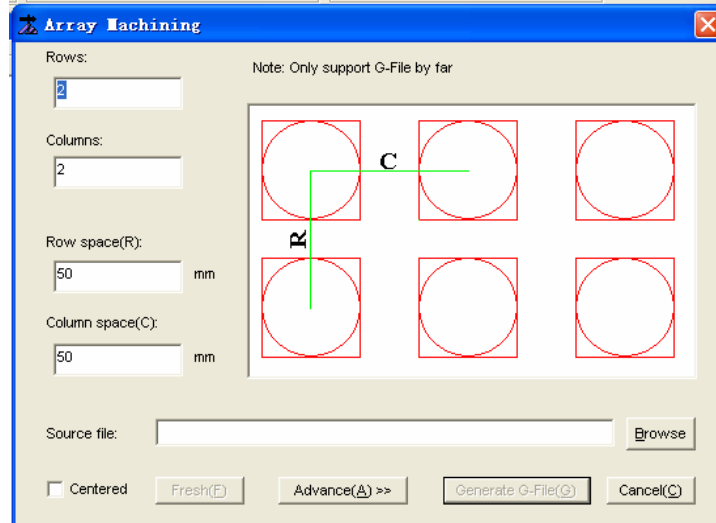 Array Machining
Rows:
Note: Only support G-File by far
2
Columns:
2
C
R
Row space(R):
50 mm
Column space(C):
50 mm
Source file:
Browse
Centered
Fresh(F)
Advance(A) >>
Generate G-File(G)
Cancel(C)